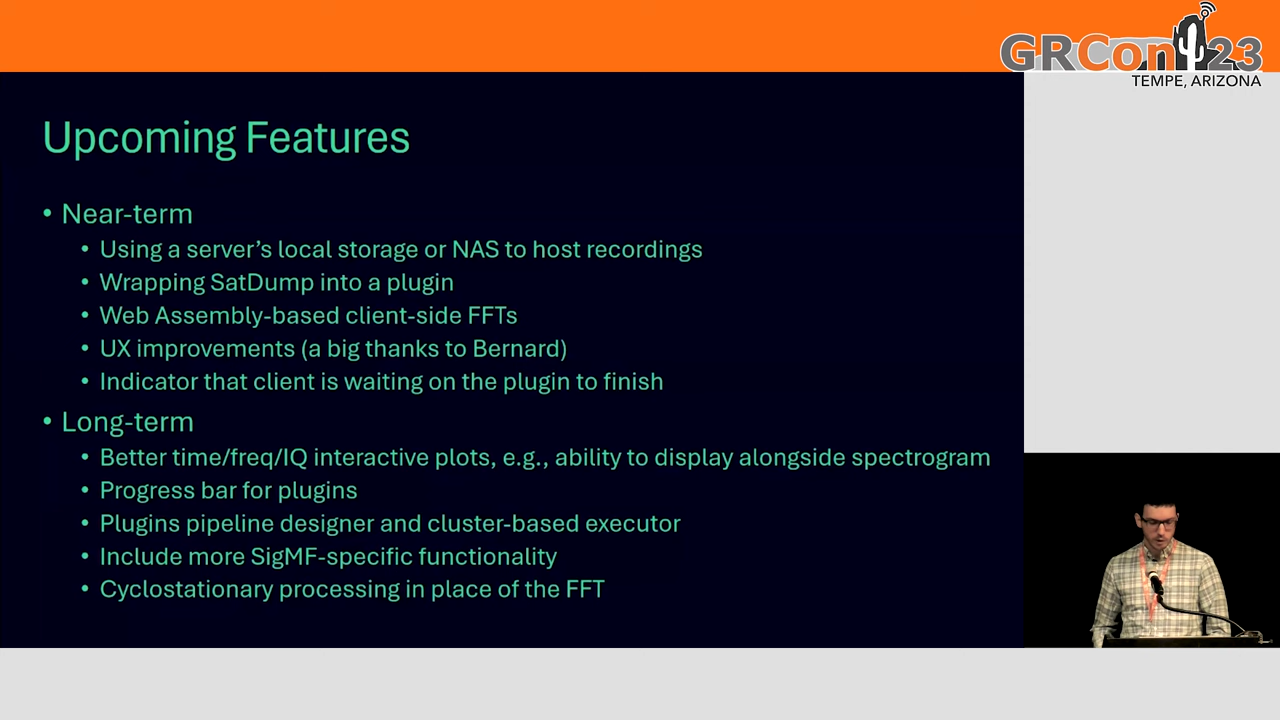 GRCon 23
TEMPE, ARIZONA
Upcoming Features
• Near-term
• Using a server’s local storage or NAS to host recordings
• Wrapping SatDump into a plugin
• Web Assembly-based client-side FFTs
• UX improvements (a big thanks to Bernard)
• Indicator that client is waiting on the plugin to finish
• Long-term
• Better time/freq/IQ interactive plots, e.g., ability to display alongside spectrogram
• Progress bar for plugins
• Plugins pipeline designer and cluster-based executor
• Include more SigMF-specific functionality
• Cyclostationary processing in place of the FFT